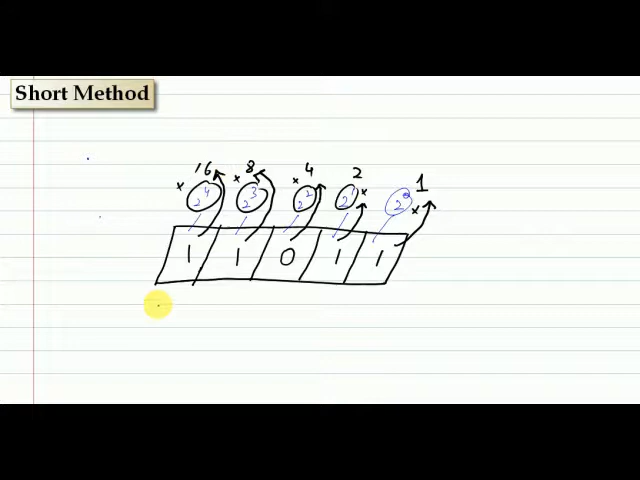 Short Method
16 8 4 2 1
× × × × ×
2⁴ 2³ 2² 2¹ 2⁰
1 1 0 1 1